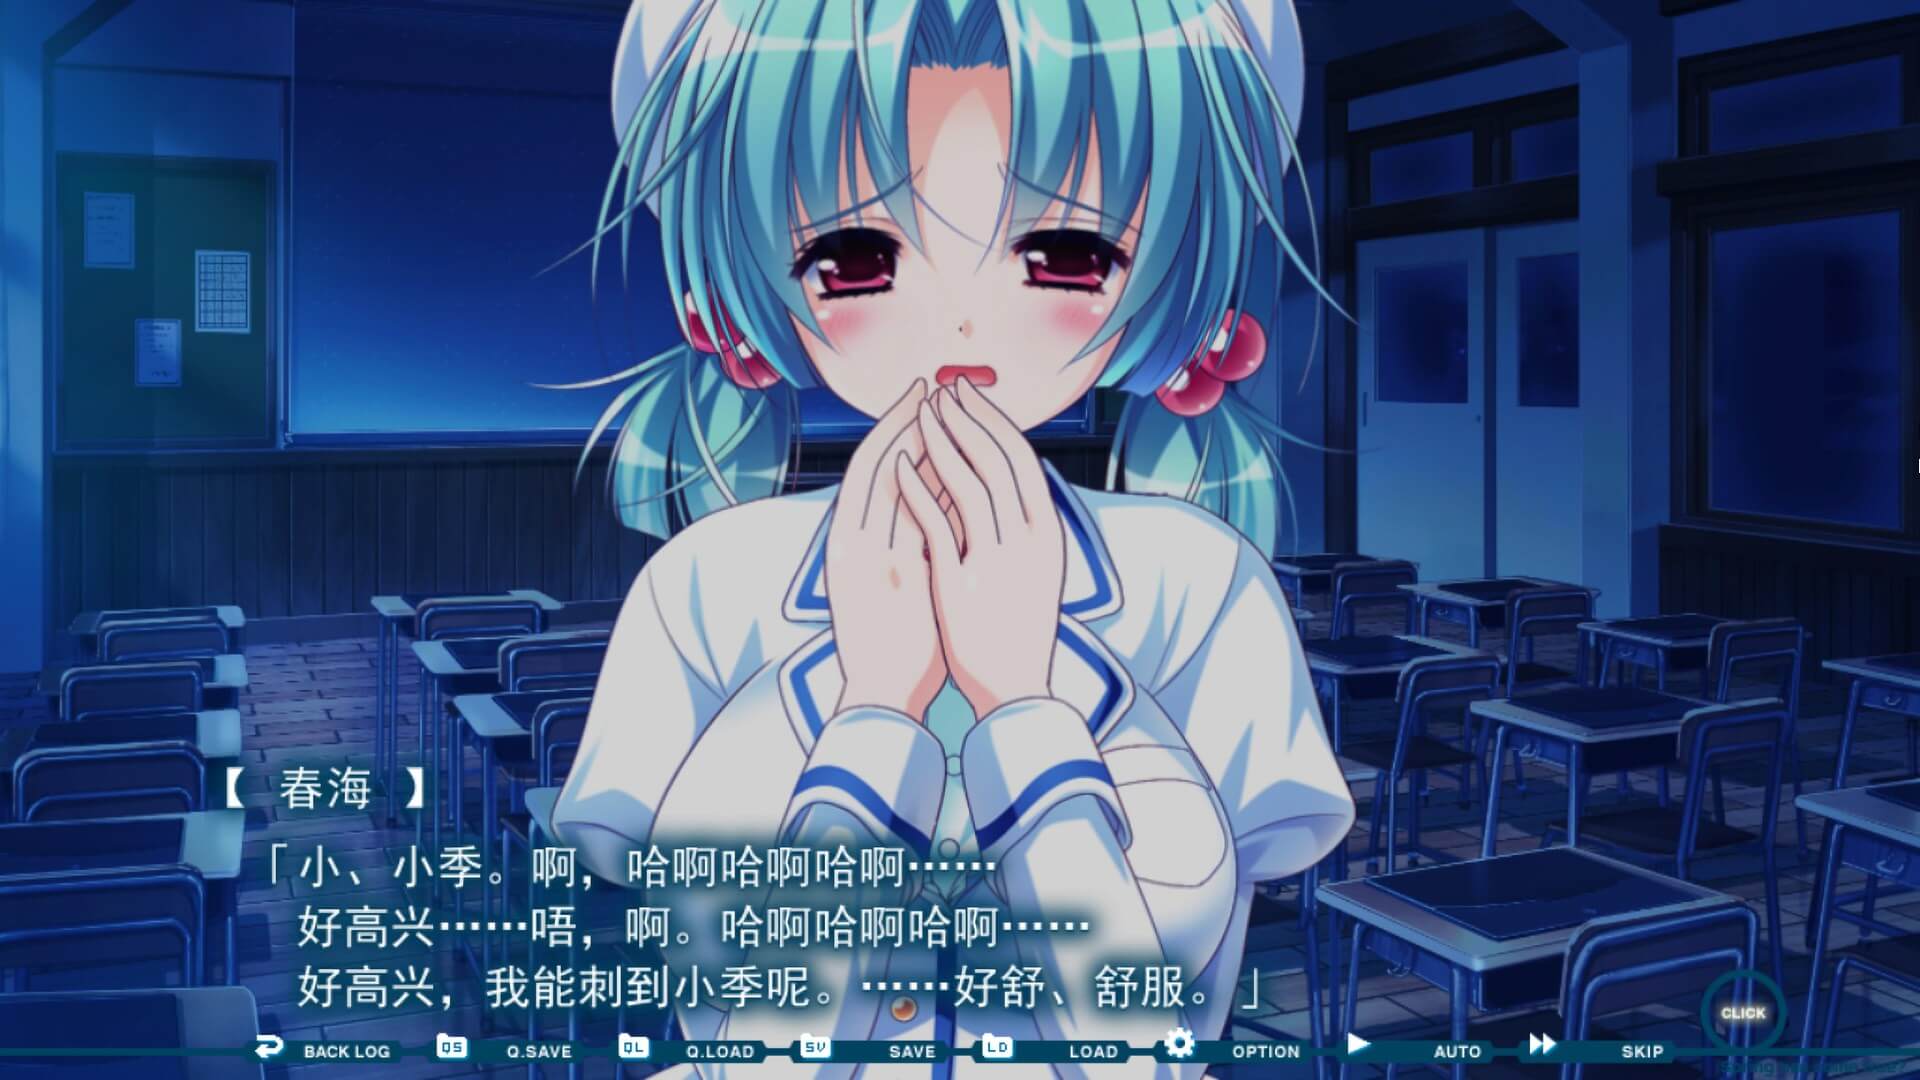 【 春海 】
「小、小季。啊，哈啊哈啊哈啊……
好高兴……唔，啊。哈啊哈啊哈啊……
好高兴，我能刺到小季呢。……好舒、舒服。」
CLICK
BACK LOG QS Q.SAVE QL Q.LOAD SV SAVE LD LOAD OPTION AUTO SKIP